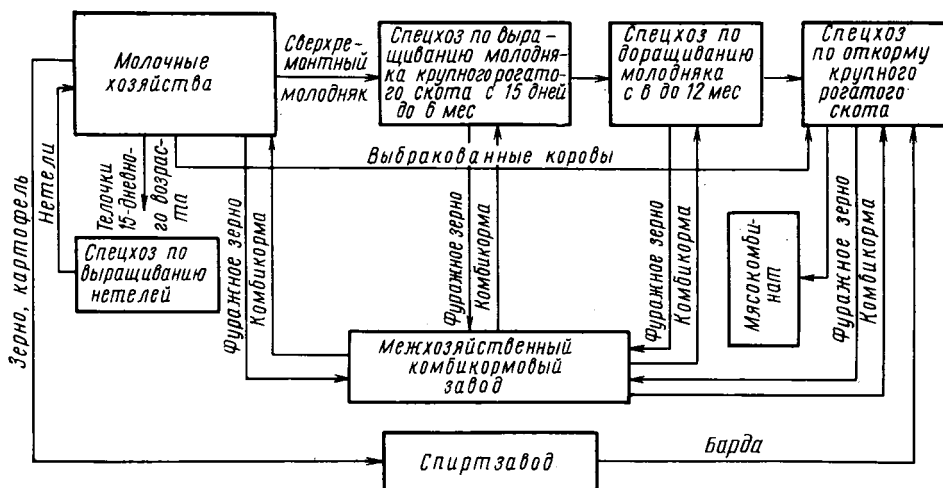 Молочные
хозяйства
Сверхре-
монтный
молодняк
Спецхоз по выра-
щиванию молодня-
ка крупного рогато-
го скота с 15 дней
до 6 мес
Спецхоз по
доращиванию
молодняка
с в до 12 мес
Спецхоз
по откорму
крупного
рогатого
скота
Выбракованные коровы
Зерно, картофель
Нетели
Телочки
15-дневно-
го возрас-
та
Спецхоз по
выращиванию
нетелей
Фуражное зерно
Комбикорма
Фуражное зерно
Комбикорма
Фуражное зерно
Комбикорма
Мясокомби-
нат
Фуражное зерно
Комбикорма
Межхозяйственный
комбикормовый
завод
Спиртзавод
Барда